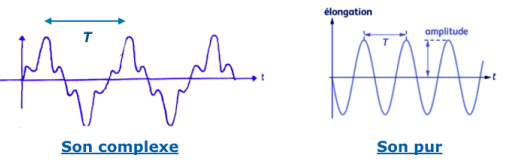 T
t
Son complexe
élongation
amplitude
T
t
Son pur